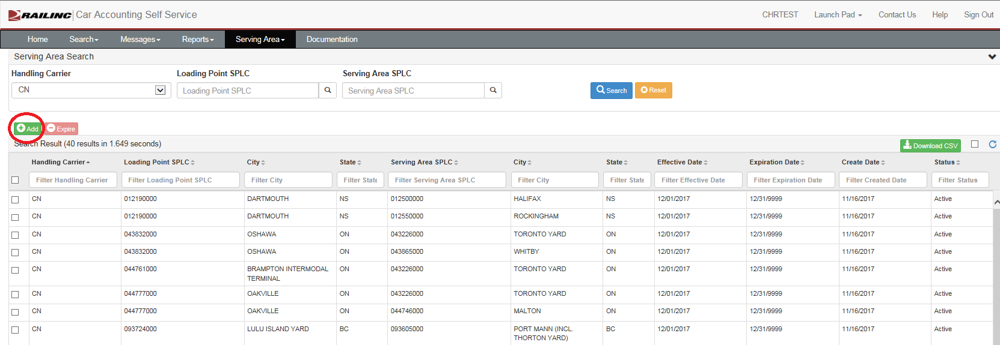 RAILINC Car Accounting Self Service CHRTEST Launch Pad Contact Us Help Sign Out
Home Search Messages Reports Serving Area Documentation
Serving Area Search
Handling Carrier Loading Point SPLC Serving Area SPLC
CN Loading Point SPLC Serving Area SPLC Search Reset
Add Expire
Search Result (40 results in 1.649 seconds) Download CSV
Handling Carrier Loading Point SPLC City State Serving Area SPLC City State Effective Date Expiration Date Create Date Status
Filter Handling Carrier Filter Loading Point SPLC Filter City Filter State Filter Serving Area SPLC Filter City Filter State Filter Effective Date Filter Expiration Date Filter Created Date Filter Status
CN 012190000 DARTMOUTH NS 012500000 HALIFAX NS 12/01/2017 12/31/9999 11/16/2017 Active
CN 012190000 DARTMOUTH NS 012550000 ROCKINGHAM NS 12/01/2017 12/31/9999 11/16/2017 Active
CN 043832000 OSHAWA ON 043226000 TORONTO YARD ON 12/01/2017 12/31/9999 11/16/2017 Active
CN 043832000 OSHAWA ON 043865000 WHITBY ON 12/01/2017 12/31/9999 11/16/2017 Active
CN 044761000 BRAMPTON INTERMODAL ON 043226000 TORONTO YARD ON 12/01/2017 12/31/9999 11/16/2017 Active
TERMINAL
CN 044777000 OAKVILLE ON 043226000 TORONTO YARD ON 12/01/2017 12/31/9999 11/16/2017 Active
CN 044777000 OAKVILLE ON 044746000 MALTON ON 12/01/2017 12/31/9999 11/16/2017 Active
CN 093724000 LULU ISLAND YARD BC 093605000 PORT MANN (INCL. BC 12/01/2017 12/31/9999 11/16/2017 Active
THORTON YARD)